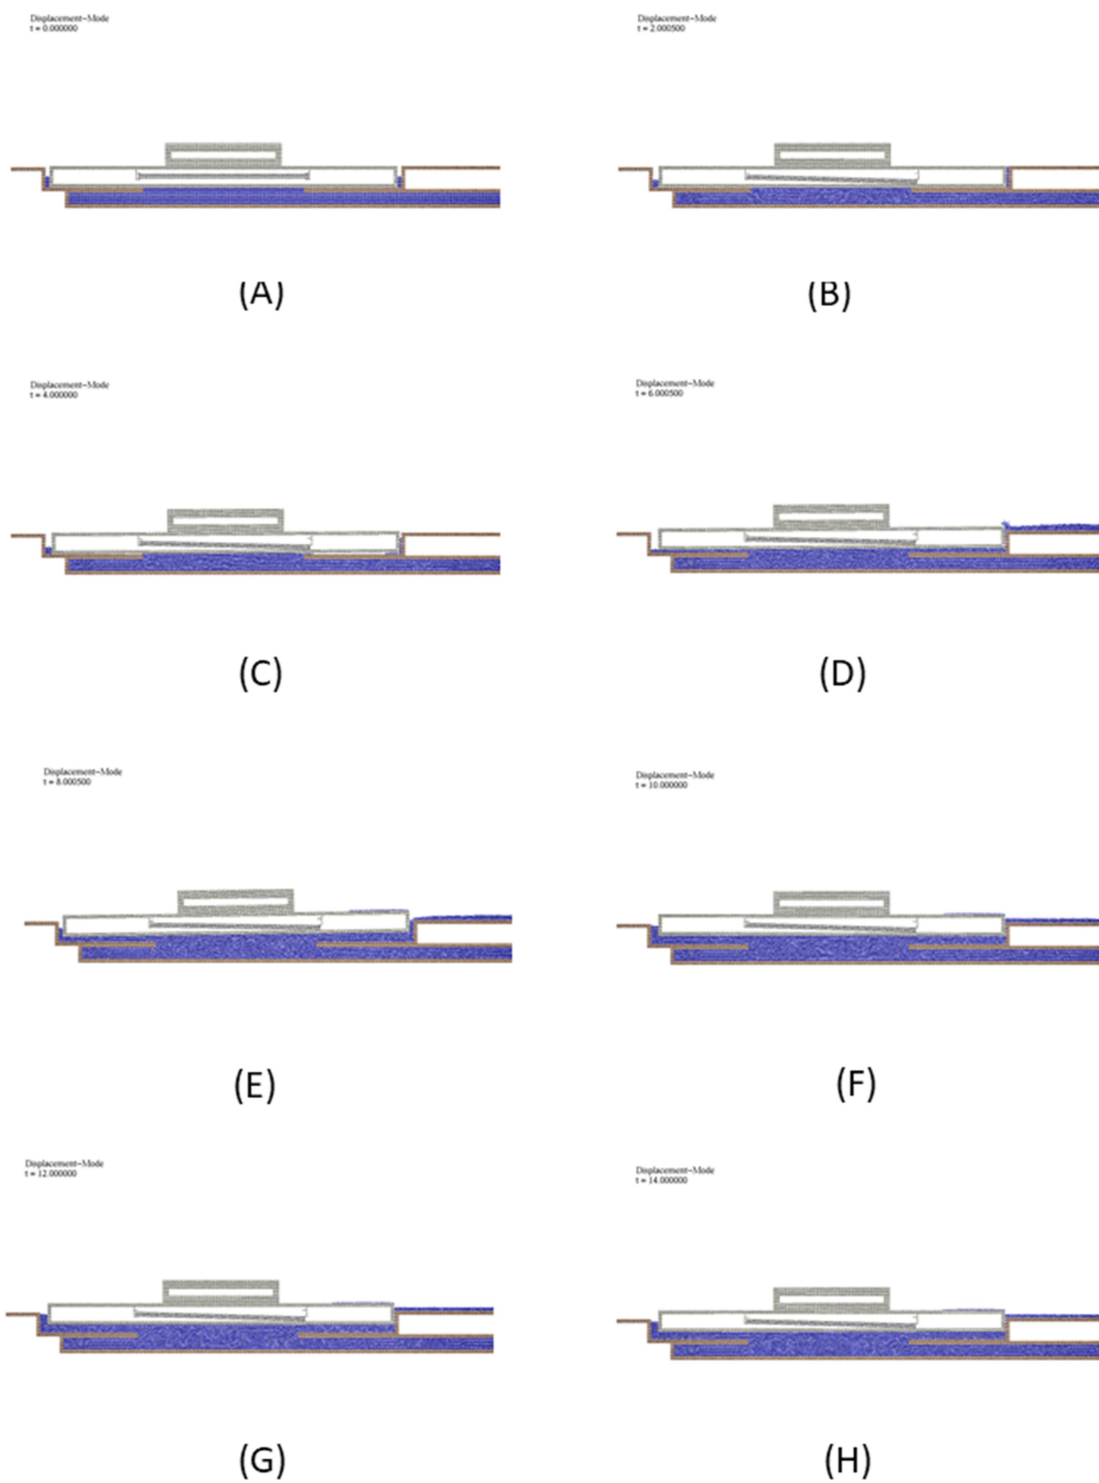 Displacement-Mode
t = 0.000000
(A)
Displacement-Mode
t = 2.000500
(B)
Displacement-Mode
t = 4.000000
(C)
Displacement-Mode
t = 6.000500
(D)
Displacement-Mode
t = 8.000500
(E)
Displacement-Mode
t = 10.000000
(F)
Displacement-Mode
t = 12.000000
(G)
Displacement-Mode
t = 14.000000
(H)